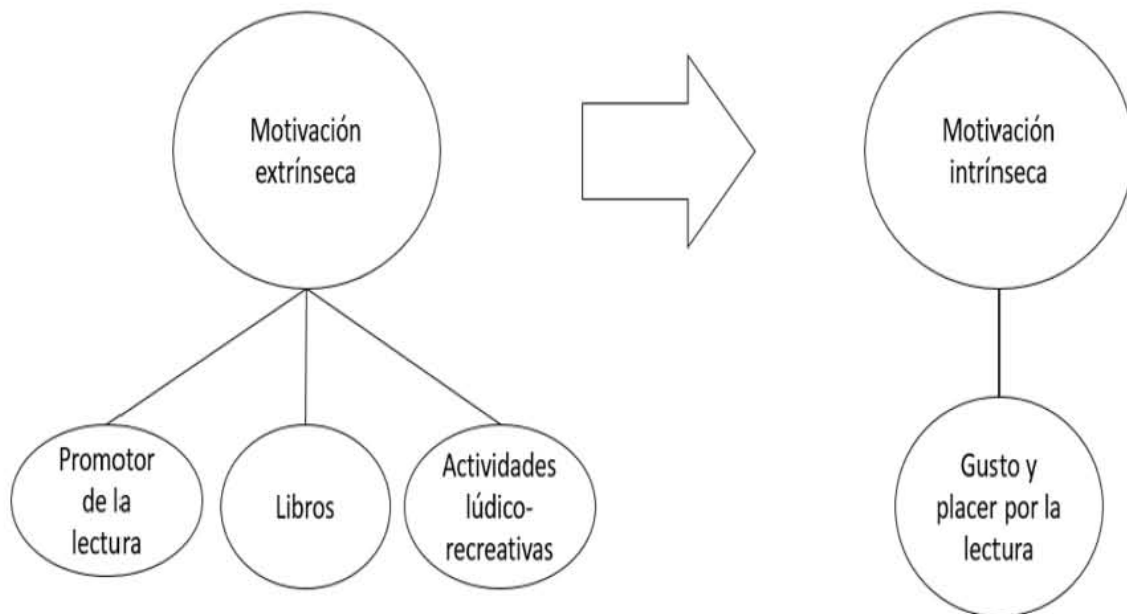 Motivación
extrínseca
Motivación
intrínseca
Promotor
de la
lectura
Libros
Actividades
lúdico-
recreativas
Gusto y
placer por la
lectura